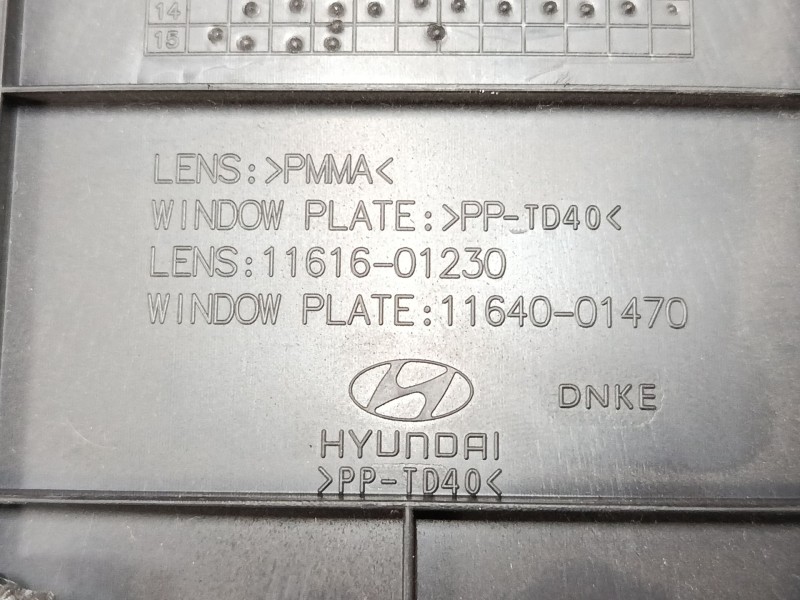 14
15
LENS:>PMMA<
WINDOW PLATE:>PP-TD40<
LENS:11616-01230
WINDOW PLATE:11640-01470
DNKE
HYUNDAI
>PP-TD40<